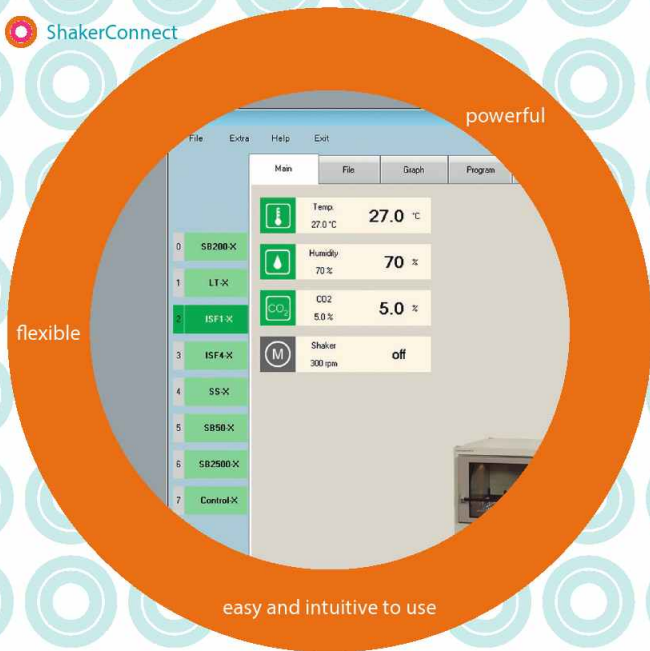 ShakerConnect
powerful
File Extra Help Exit
Main File Graph Program
Temp.
27.0 °C
27.0 °C
Humidity
70 %
70 %
CO2
CO2
5.0 %
5.0 %
M
Shaker
300 rpm
off
0 SB200-X
1 LT-X
2 ISF1-X
3 ISF4-X
4 SS-X
5 SB50-X
6 SB2500-X
7 Control-X
flexible
easy and intuitive to use